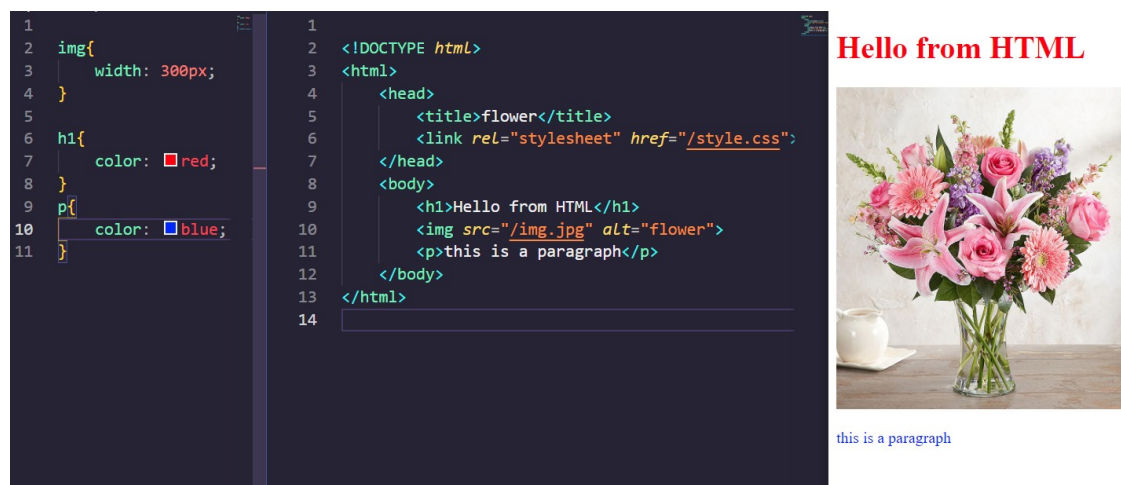 1
2 img{
3 width: 300px;
4 }
5
6 h1{
7 color: red;
8 }
9 p{
10 color: blue;
11 }
1
2 <!DOCTYPE html>
3 <html>
4 <head>
5 <title>flower</title>
6 <link rel="stylesheet" href="/style.css">
7 </head>
8 <body>
9 <h1>Hello from HTML</h1>
10 <img src="/img.jpg" alt="flower">
11 <p>this is a paragraph</p>
12 </body>
13 </html>
14
Hello from HTML
this is a paragraph